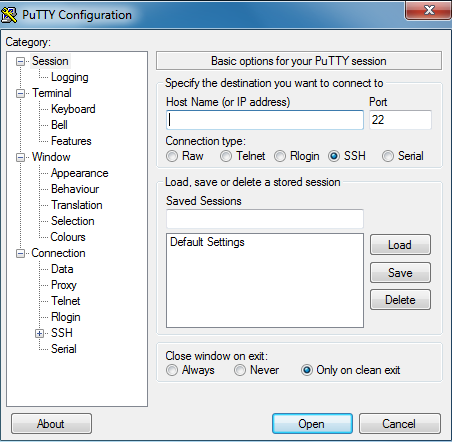 PuTTY Configuration
Category:
Session
Logging
Terminal
Keyboard
Bell
Features
Window
Appearance
Behaviour
Translation
Selection
Colours
Connection
Data
Proxy
Telnet
Rlogin
SSH
Serial
Basic options for your PuTTY session
Specify the destination you want to connect to
Host Name (or IP address) Port
22
Connection type:
Raw Telnet Rlogin SSH Serial
Load, save or delete a stored session
Saved Sessions
Default Settings
Load
Save
Delete
Close window on exit:
Always Never Only on clean exit
About Open Cancel